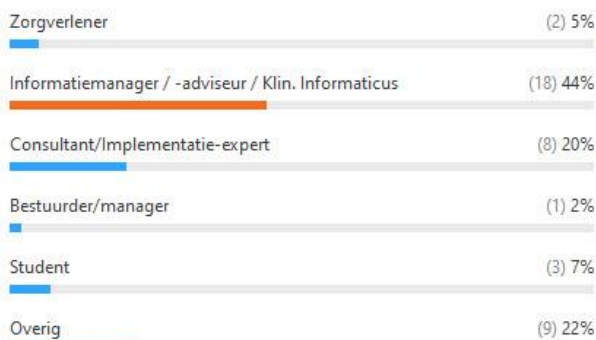 Zorgverlener (2) 5%
Informatiemanager / -adviseur / Klin. Informaticus (18) 44%
Consultant/Implementatie-expert (8) 20%
Bestuurder/manager (1) 2%
Student (3) 7%
Overig (9) 22%